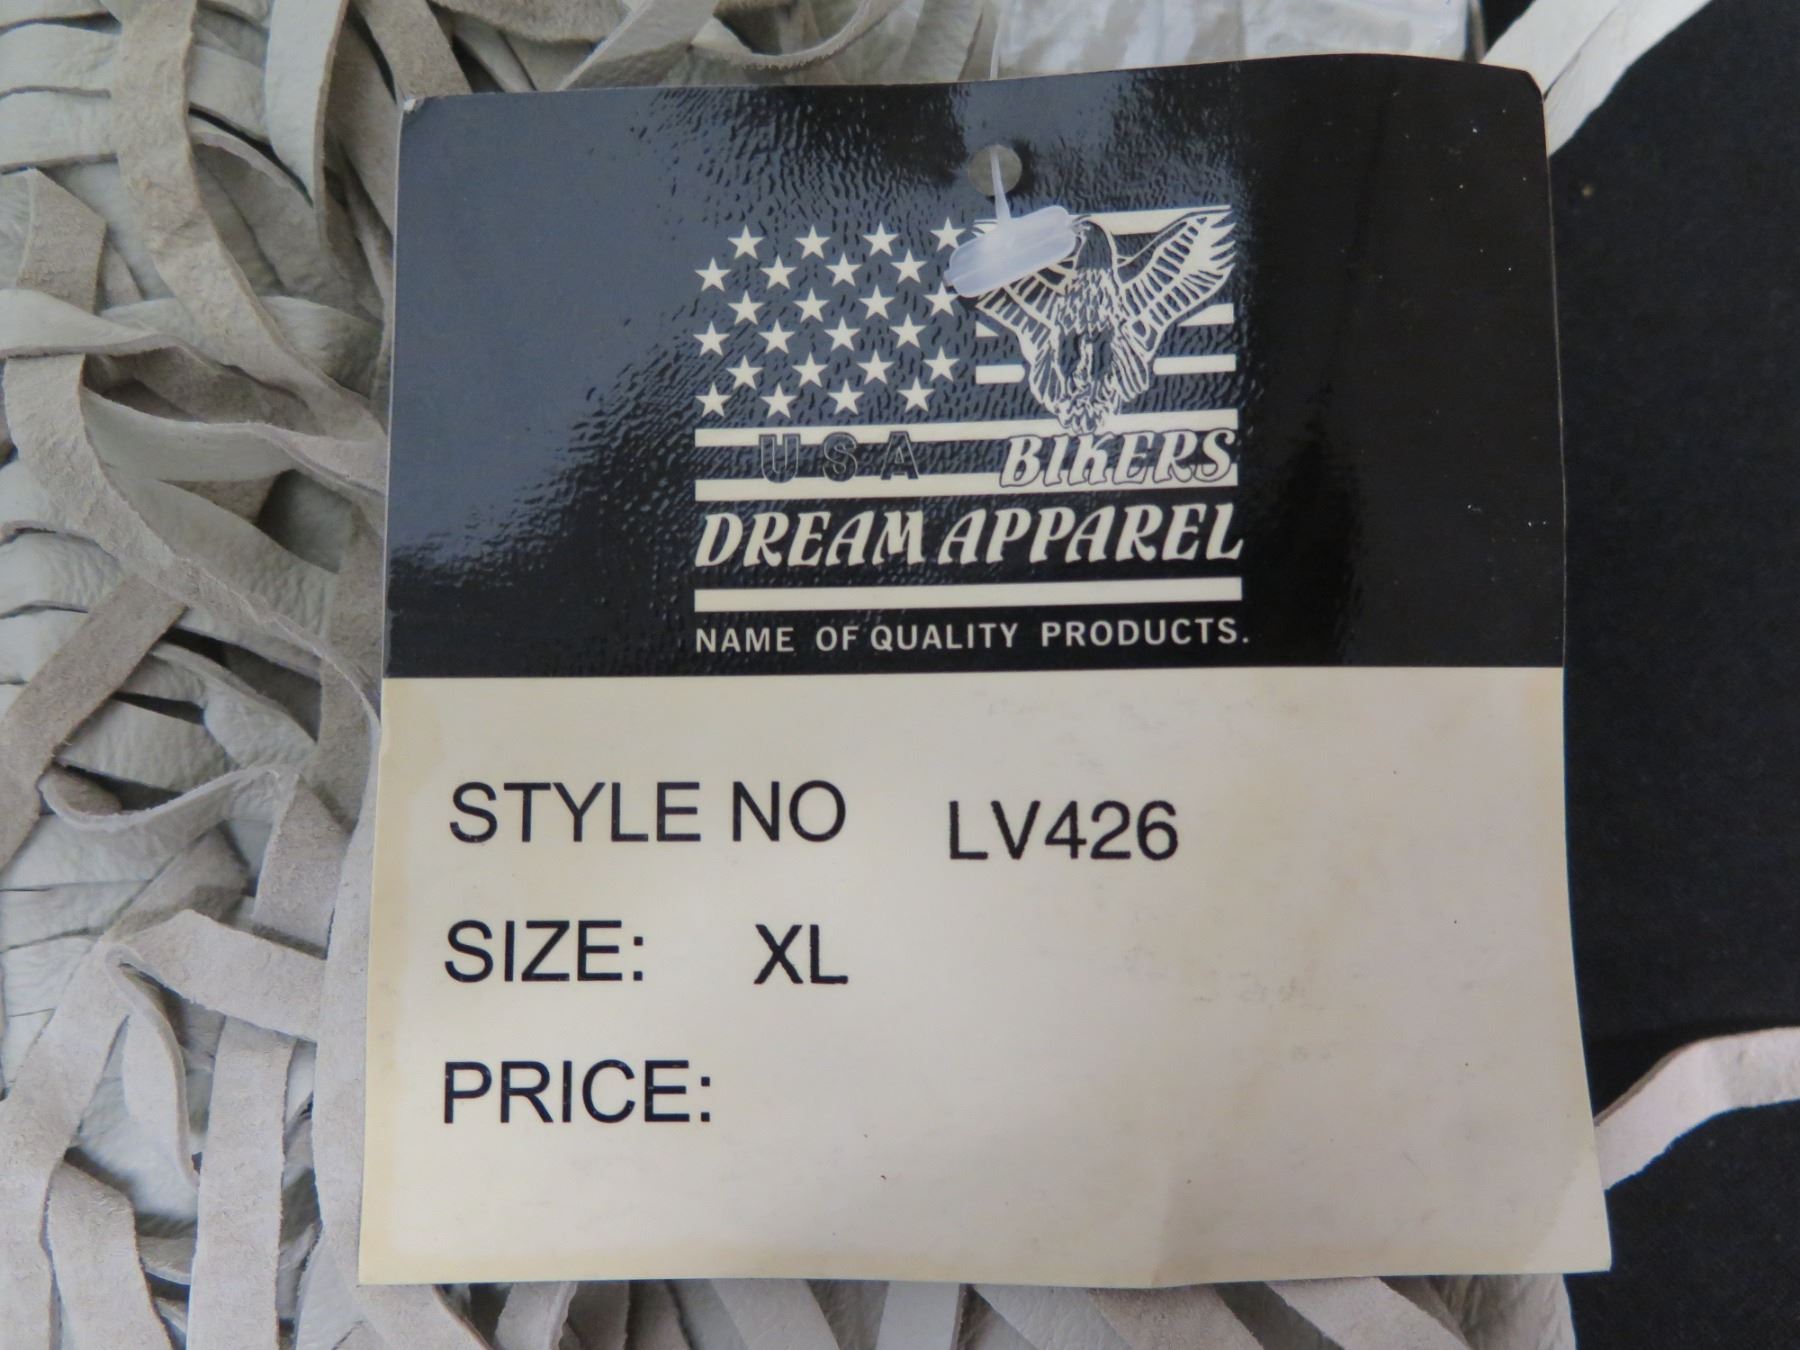 USA BIKERS
DREAM APPAREL
NAME OF QUALITY PRODUCTS.
STYLE NO LV426
SIZE: XL
PRICE: